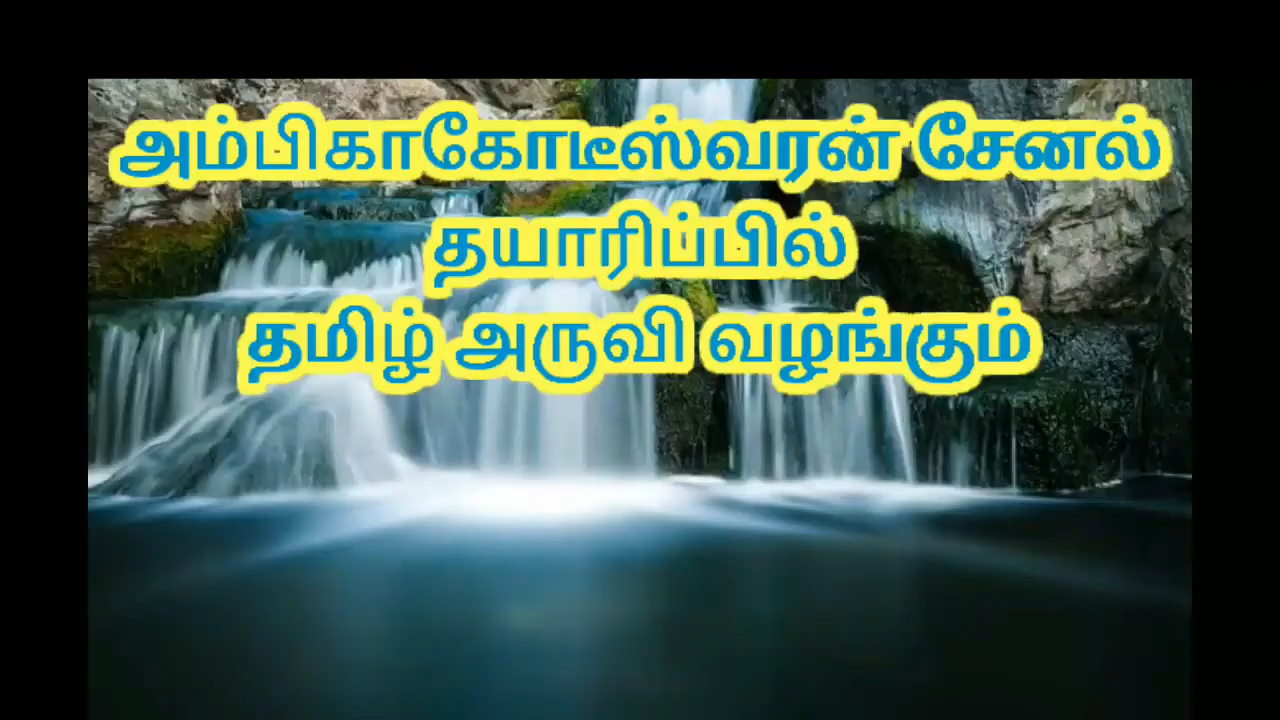 அம்பிகாகோடீஸ்வரன் சேனல்
தயாரிப்பில்
தமிழ் அருவி வழங்கும்